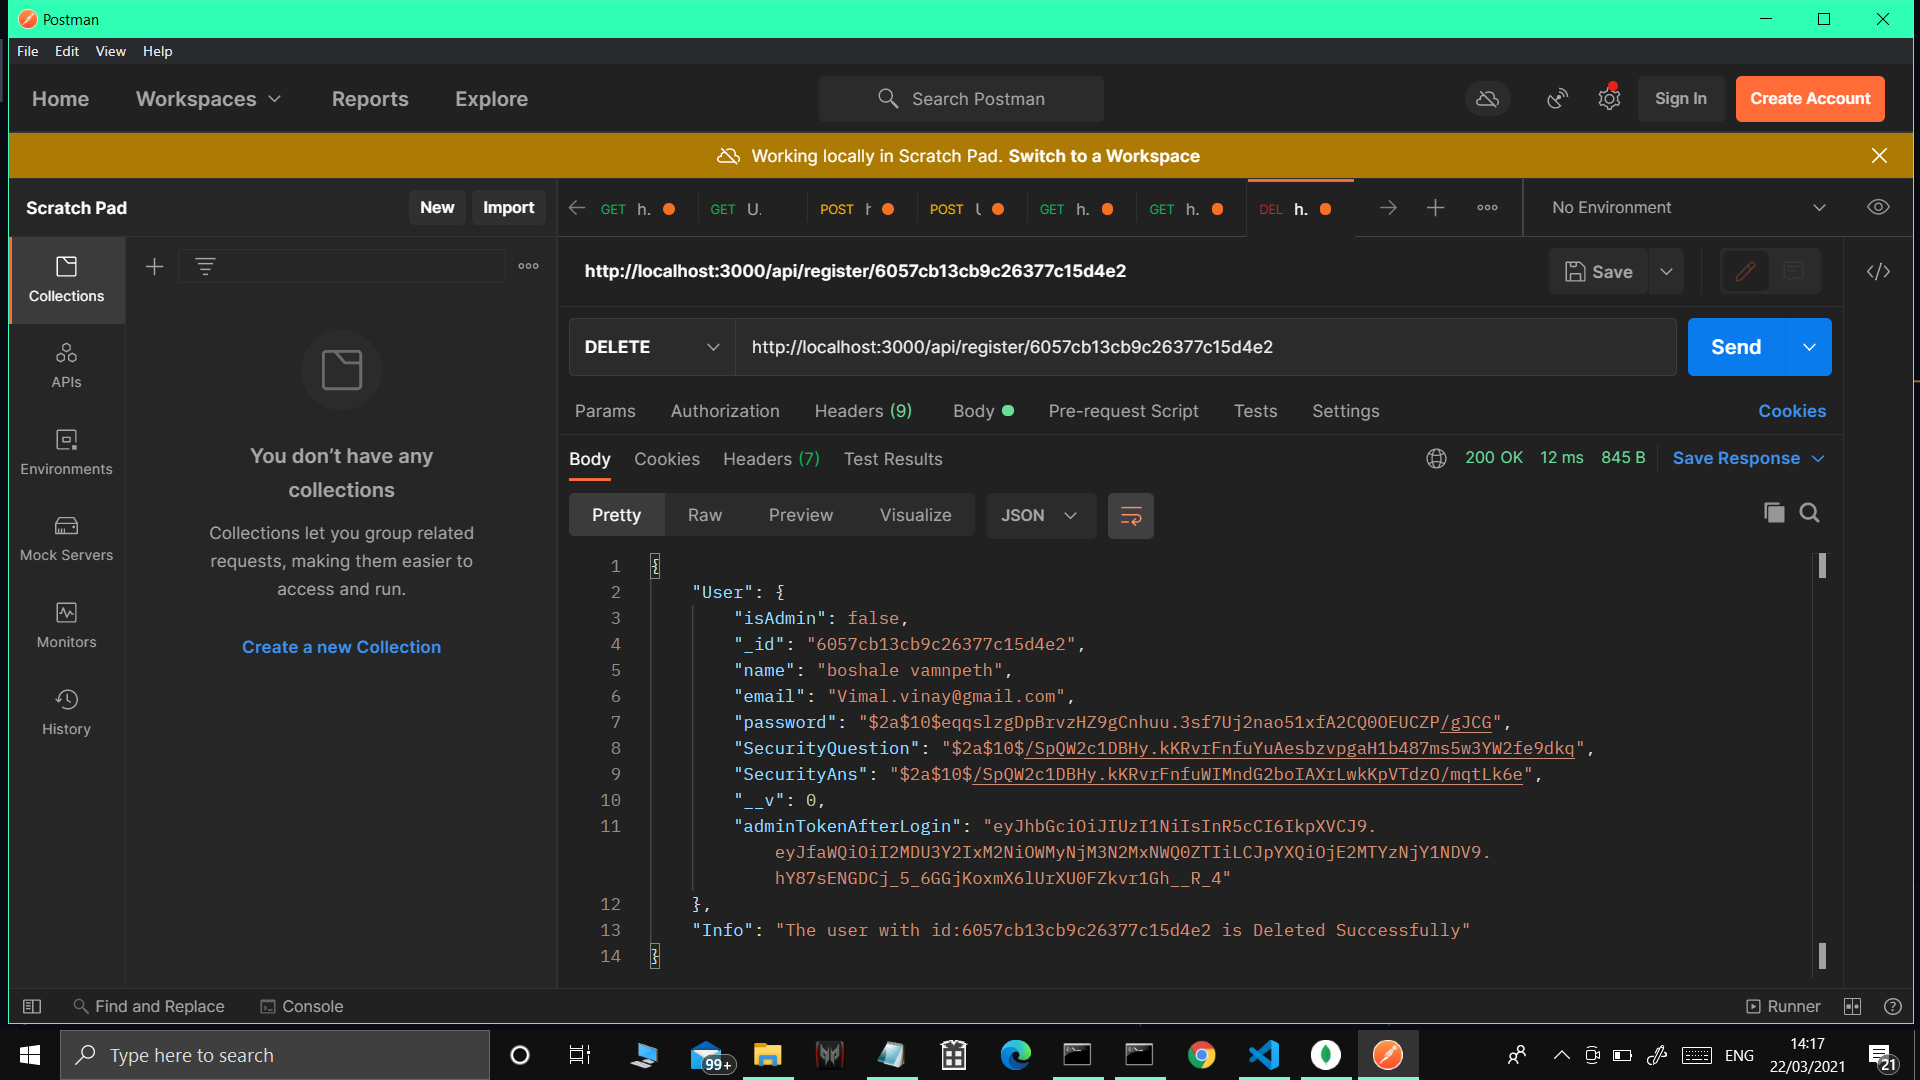 Postman
File Edit View Help
Home Workspaces Reports Explore Search Postman Sign In Create Account
Working locally in Scratch Pad. Switch to a Workspace
Scratch Pad New Import GET h. GET U. POST POST GET h. GET h. DEL h. No Environment
Collections
http://localhost:3000/api/register/6057cb13cb9c26377c15d4e2 Save
DELETE http://localhost:3000/api/register/6057cb13cb9c26377c15d4e2 Send
APIs
Params Authorization Headers (9) Body Pre-request Script Tests Settings Cookies
Environments
Body Cookies Headers (7) Test Results 200 OK 12 ms 845 B Save Response
You don't have any
collections
Pretty Raw Preview Visualize JSON
Collections let you group related
requests, making them easier to
access and run.
Mock Servers
Monitors
Create a new Collection
History
1 {
2 "User": {
3 "isAdmin": false,
4 "_id": "6057cb13cb9c26377c15d4e2",
5 "name": "boshale vamnpeth",
6 "email": "Vimal.vinay@gmail.com",
7 "password": "$2a$10$eqqslzgDpBrvzHZ9gCnhuu.3sf7Uj2nao51xfA2CQ0OEUCZP/gJCG",
8 "SecurityQuestion": "$2a$10$/SpQW2c1DBHy.kKRvrFnfuYuAesbzvpgaH1b487ms5w3YW2fe9dkq",
9 "SecurityAns": "$2a$10$/SpQW2c1DBHy.kKRvrFnfuWIMndG2boIAXrLwkKpVTdzO/mqtLk6e",
10 "__v": 0,
11 "adminTokenAfterLogin": "eyJhbGciOiJIUzI1NiIsInR5cCI6IkpXVCJ9.
eyJfaWQiOiI2MDU3Y2IxM2NiOWMyNjM3N2MxNWQ0ZTIiLCJpYXQiOjE2MTYzNjY1NDV9.
hY87sENGDCj_5_6GGjKoxmX6lUrXU0FZkvr1Gh__R_4"
12 },
13 "Info": "The user with id:6057cb13cb9c26377c15d4e2 is Deleted Successfully"
14 }
Find and Replace Console Runner
Type here to search 99+ ENG 14:17
22/03/2021 21